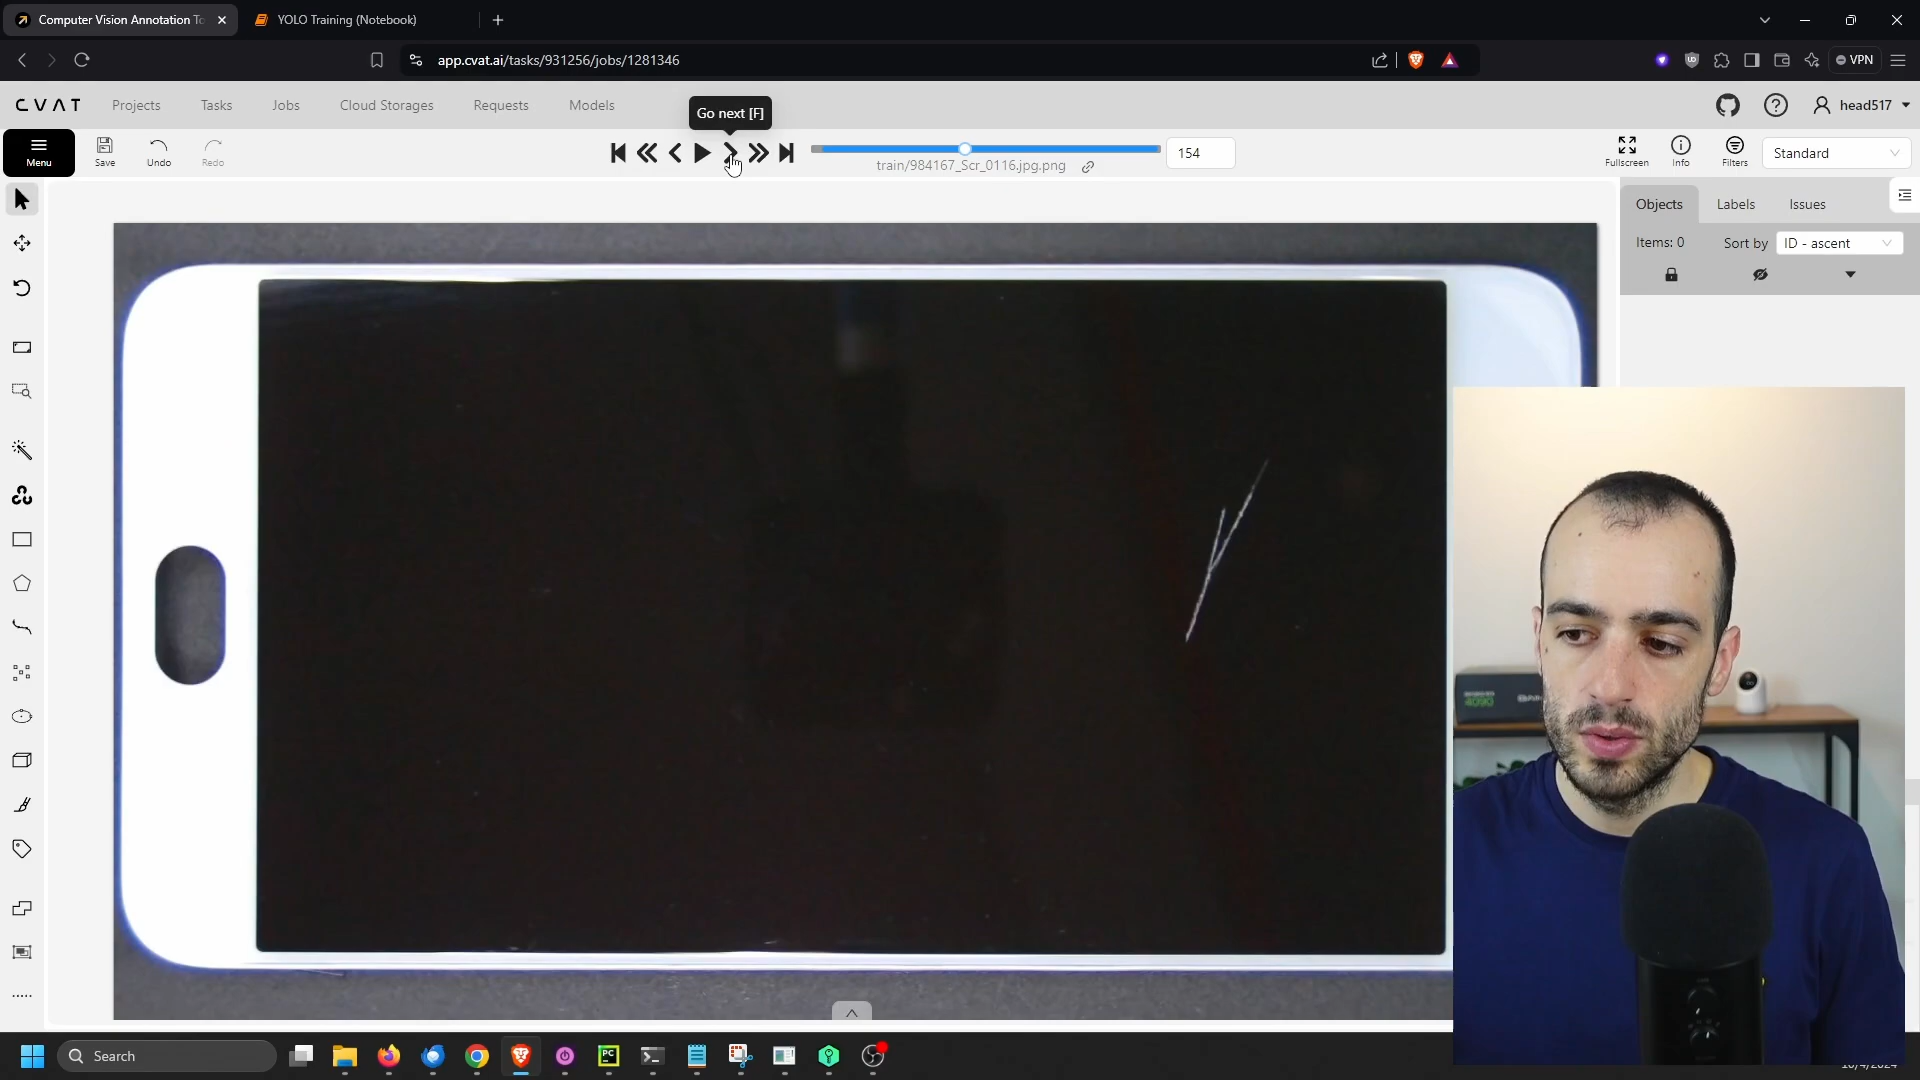 Computer Vision Annotation To
YOLO Training (Notebook)
app.cvat.ai/tasks/931256/jobs/1281346
VPN
CVAT
Projects
Tasks
Jobs
Cloud Storages
Requests
Models
Go next [F]
head517
Menu
Save
Undo
Redo
train/984167_Scr_0116.jpg.png
154
Fullscreen
Info
Filters
Standard
Objects
Labels
Issues
Items: 0
Sort by
ID - ascent
4090
Search
PC